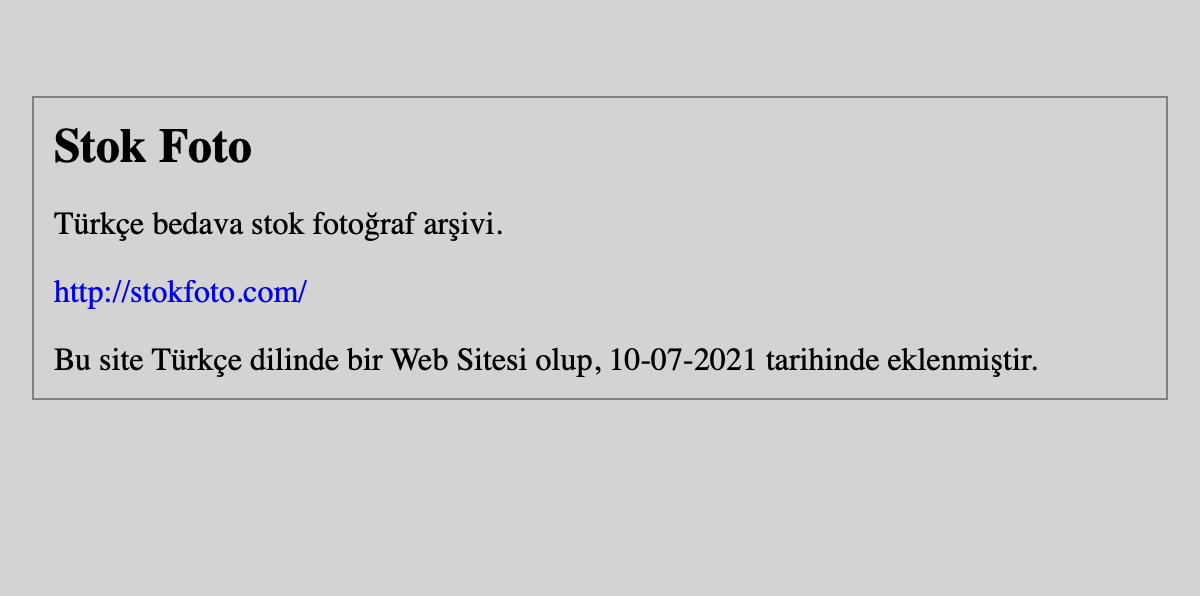 Stok Foto
Türkçe bedava stok fotoğraf arşivi.
http://stokfoto.com/
Bu site Türkçe dilinde bir Web Sitesi olup, 10-07-2021 tarihinde eklenmiştir.